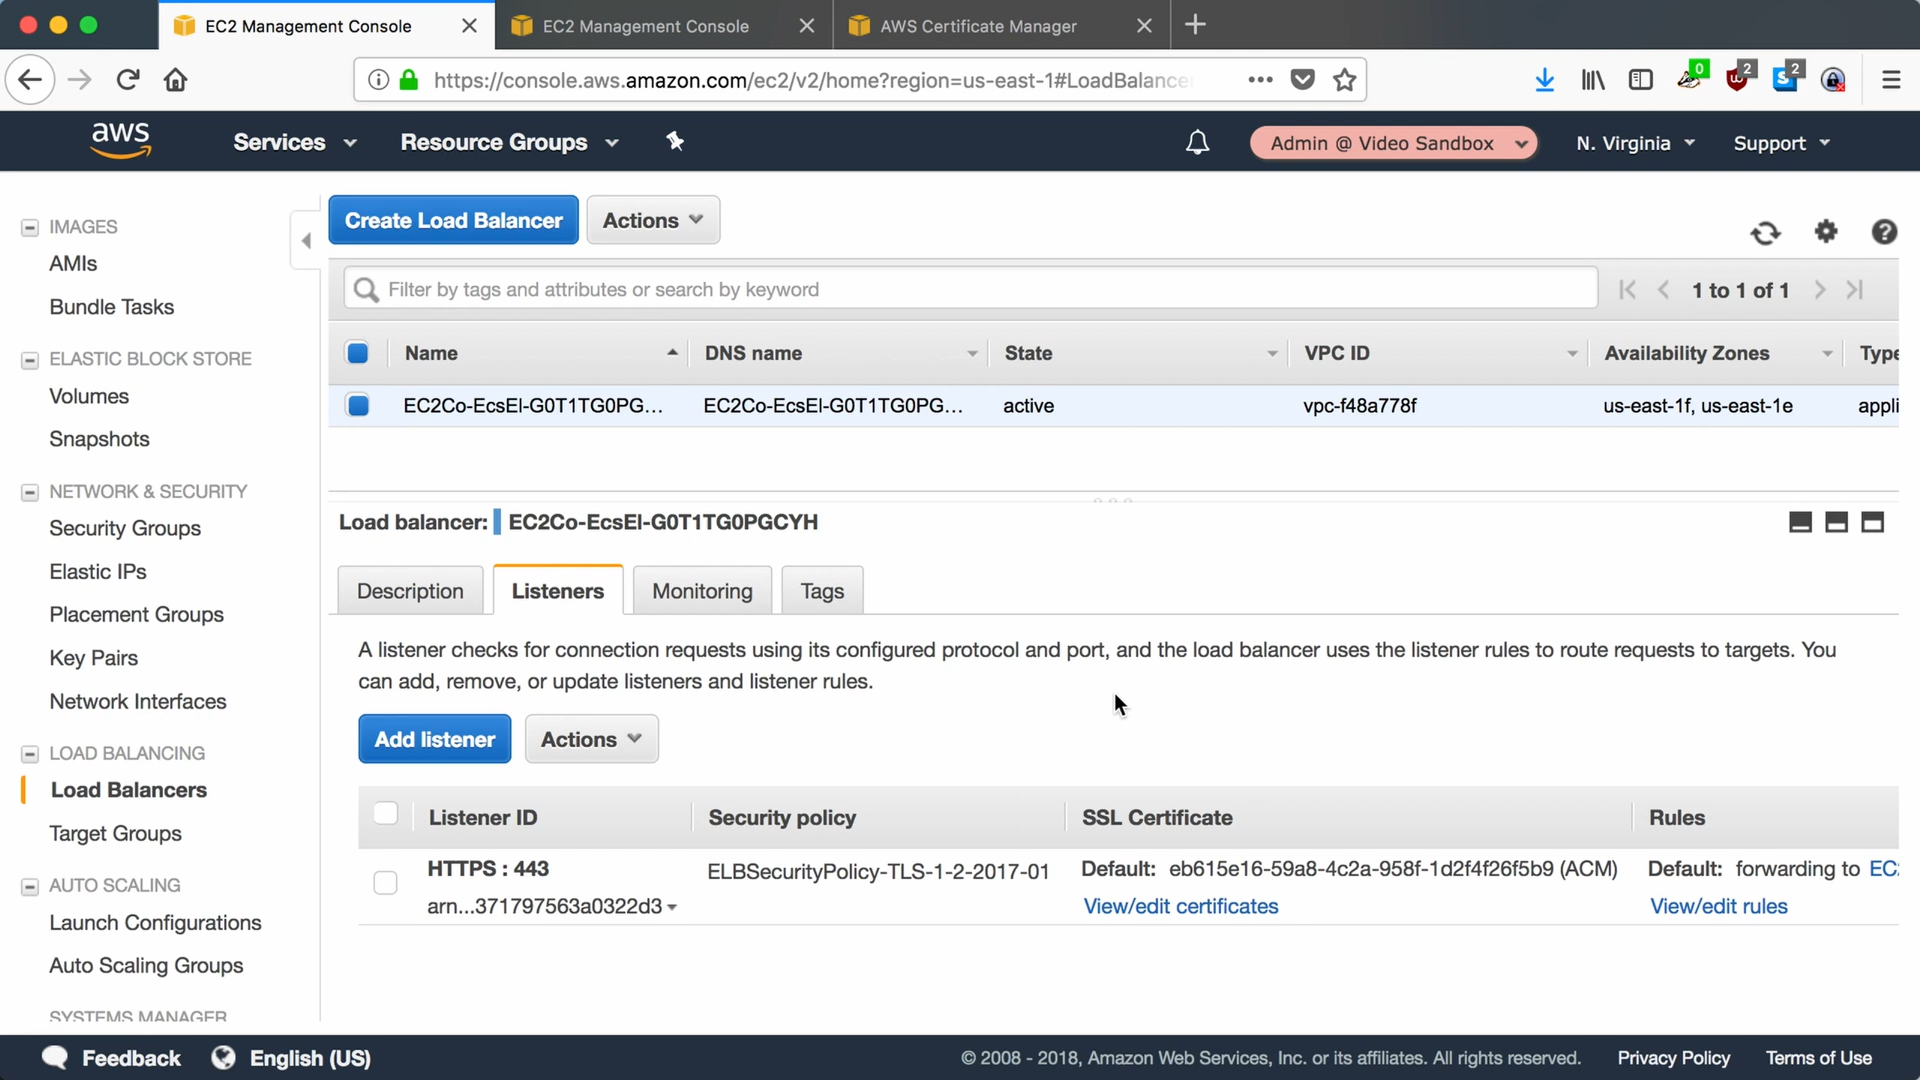 EC2 Management Console
EC2 Management Console
AWS Certificate Manager
https://console.aws.amazon.com/ec2/v2/home?region=us-east-1#LoadBalance
0
2
2
aws
Services
Resource Groups
Admin @ Video Sandbox
N. Virginia
Support
IMAGES
AMIs
Bundle Tasks
ELASTIC BLOCK STORE
Volumes
Snapshots
NETWORK & SECURITY
Security Groups
Elastic IPs
Placement Groups
Key Pairs
Network Interfaces
LOAD BALANCING
Load Balancers
Target Groups
AUTO SCALING
Launch Configurations
Auto Scaling Groups
SYSTEMS MANAGER
Create Load Balancer
Actions
Filter by tags and attributes or search by keyword
1 to 1 of 1
Name DNS name State VPC ID Availability Zones Type
EC2Co-EcsEl-G0T1TG0PG... EC2Co-EcsEl-G0T1TG0PG... active vpc-f48a778f us-east-1f, us-east-1e appli
Load balancer: EC2Co-EcsEl-G0T1TG0PGCYH
Description Listeners Monitoring Tags
A listener checks for connection requests using its configured protocol and port, and the load balancer uses the listener rules to route requests to targets. You
can add, remove, or update listeners and listener rules.
Add listener
Actions
Listener ID Security policy SSL Certificate Rules
HTTPS : 443 ELBSecurityPolicy-TLS-1-2-2017-01 Default: eb615e16-59a8-4c2a-958f-1d2f4f26f5b9 (ACM) Default: forwarding to EC2
arn...371797563a0322d3 View/edit certificates View/edit rules
Feedback
English (US)
© 2008 - 2018, Amazon Web Services, Inc. or its affiliates. All rights reserved.
Privacy Policy
Terms of Use